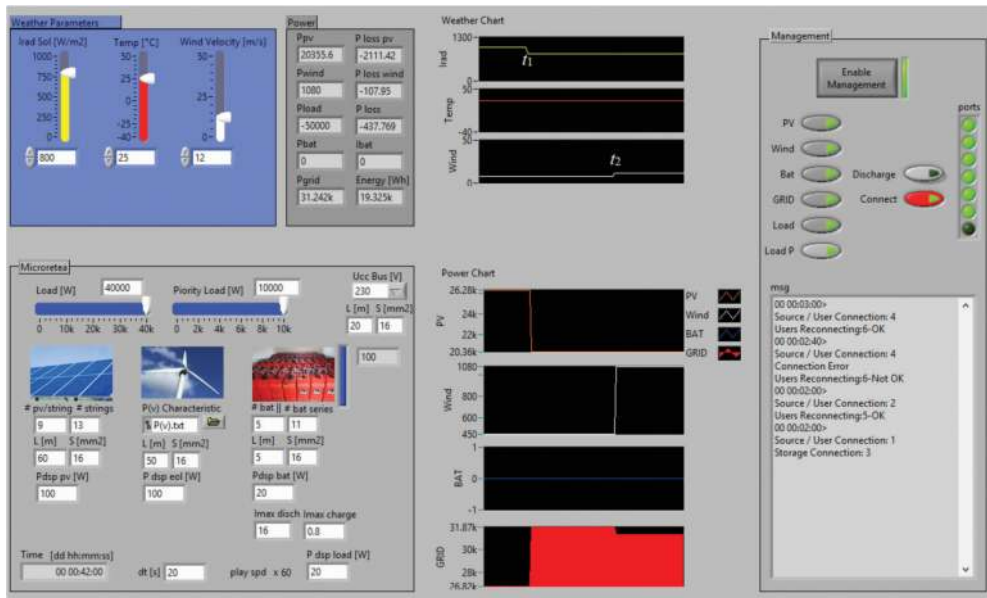 Weather Parameters
Irad Sol [W/m2] Temp [°C] Wind Velocity [m/s]
1000 50 50
750 25
500 0 25
250 -25
0 -40 0
800 25 12
Power
Ppv P loss pv
20355.6 -2111.42
Pwind P loss wind
1080 -107.95
Pload P loss
-50000 -437.769
Pbat Ibat
0 0
Pgrid Energy [Wh]
31.242k 19.325k
Weather Chart
1300
Irad
t1
0
50
Temp
-40
50
Wind
t2
0
Management
Enable
Management
ports
PV
Wind
Bat Discharge
GRID Connect
Load
Load P
msg
00 00:03:00>
Source / User Connection: 4
Users Reconnecting:6-OK
00 00:02:40>
Source / User Connection: 4
Connection Error
Users Reconnecting:6-Not OK
00 00:02:00>
Source / User Connection: 2
Users Reconnecting:5-OK
00 00:02:00>
Source / User Connection: 1
Storage Connection: 3
Microretea
Load [W] 40000 Piority Load [W] 10000
0 10k 20k 30k 40k 0 2k 4k 6k 8k 10k
Ucc Bus [V]
230
L [m] S [mm2]
20 16
100
# pv/string # strings
9 13
L [m] S [mm2]
60 16
Pdsp pv [W]
100
P(v) Characteristic
P(v).txt
L [m] S [mm2]
50 16
P dsp eol [W]
100
# bat || # bat series
5 11
L [m] S [mm2]
5 16
Pdsp bat [W]
20
Imax disch Imax charge
16 0.8
Time [dd hh:mm:ss]
00 00:42:00
dt [s] 20
play spd x 60
P dsp load [W]
20
Power Chart
26.28k
24k
22k
20.36k
PV
PV
Wind
BAT
GRID
1080
800
600
450
Wind
1
0
-1
BAT
31.87k
30k
28k
26.82k
GRID